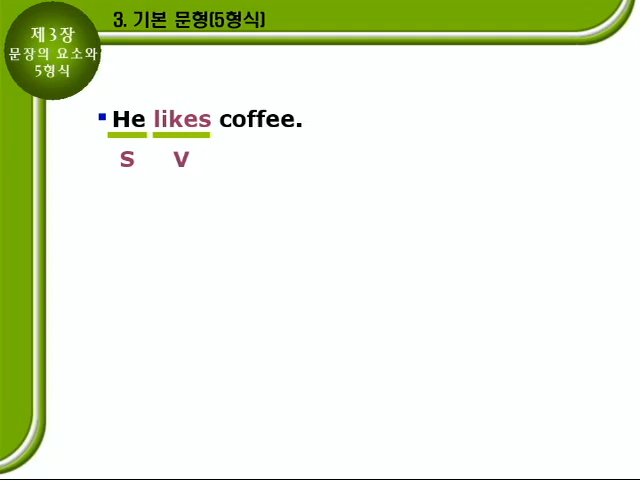 3. 기본 문형(5형식)
제3장
문장의 요소와
5형식
He likes coffee.
S V